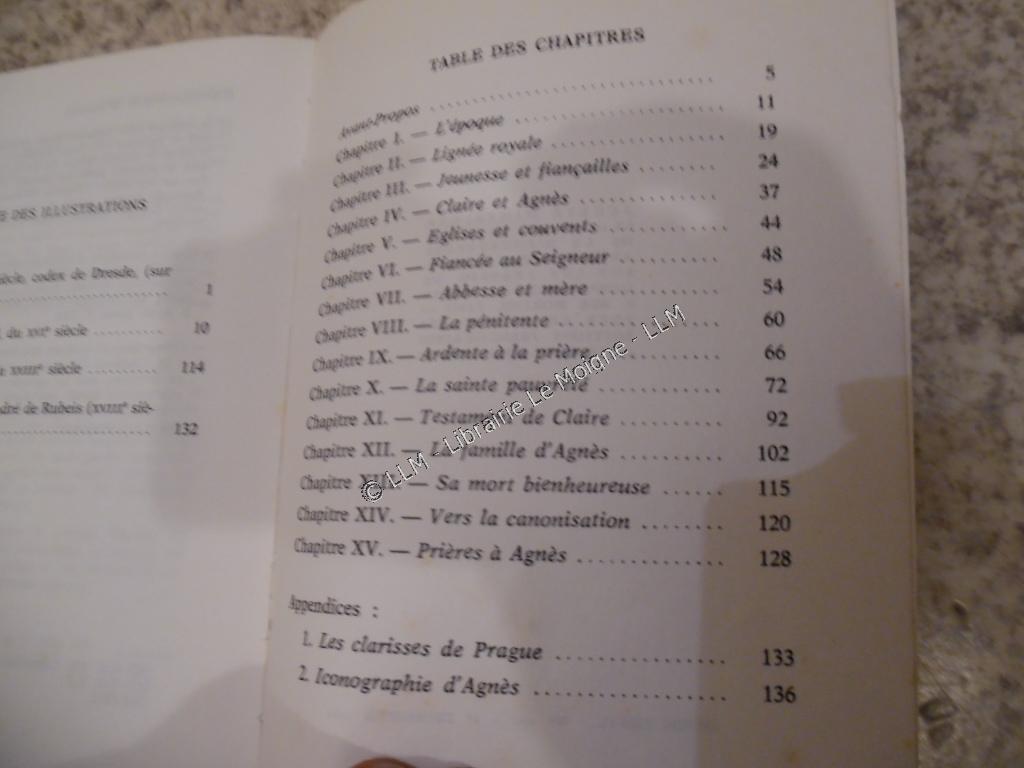 DES ILLUSTRATIONS
codex de Dresde, (sur
1
du XVIᵉ siècle .......... 10
XVIIIᵉ siècle .......... 114
de Rubeis (XVIIIᵉ siè-
132
TABLE DES CHAPITRES
Avant-Propos .......... 5
Chapitre I. — L'époque .......... 11
Chapitre II. — Lignée royale .......... 19
Chapitre III. — Jeunesse et fiançailles .......... 24
Chapitre IV. — Claire et Agnès .......... 37
Chapitre V. — Eglises et couvents .......... 44
Chapitre VI. — Fiancée au Seigneur .......... 48
Chapitre VII. — Abbesse et mère .......... 54
Chapitre VIII. — La pénitente .......... 60
Chapitre IX. — Ardente à la prière .......... 66
Chapitre X. — La sainte pauvreté .......... 72
Chapitre XI. — Testament de Claire .......... 92
Chapitre XII. — La famille d'Agnès .......... 102
Chapitre XIII. — Sa mort bienheureuse ...... 115
Chapitre XIV. — Vers la canonisation ........ 120
Chapitre XV. — Prières à Agnès .......... 128
Appendices :
1. Les clarisses de Prague .......... 133
2. Iconographie d'Agnès .......... 136
© LLM - Librairie Le Moigne - LLM